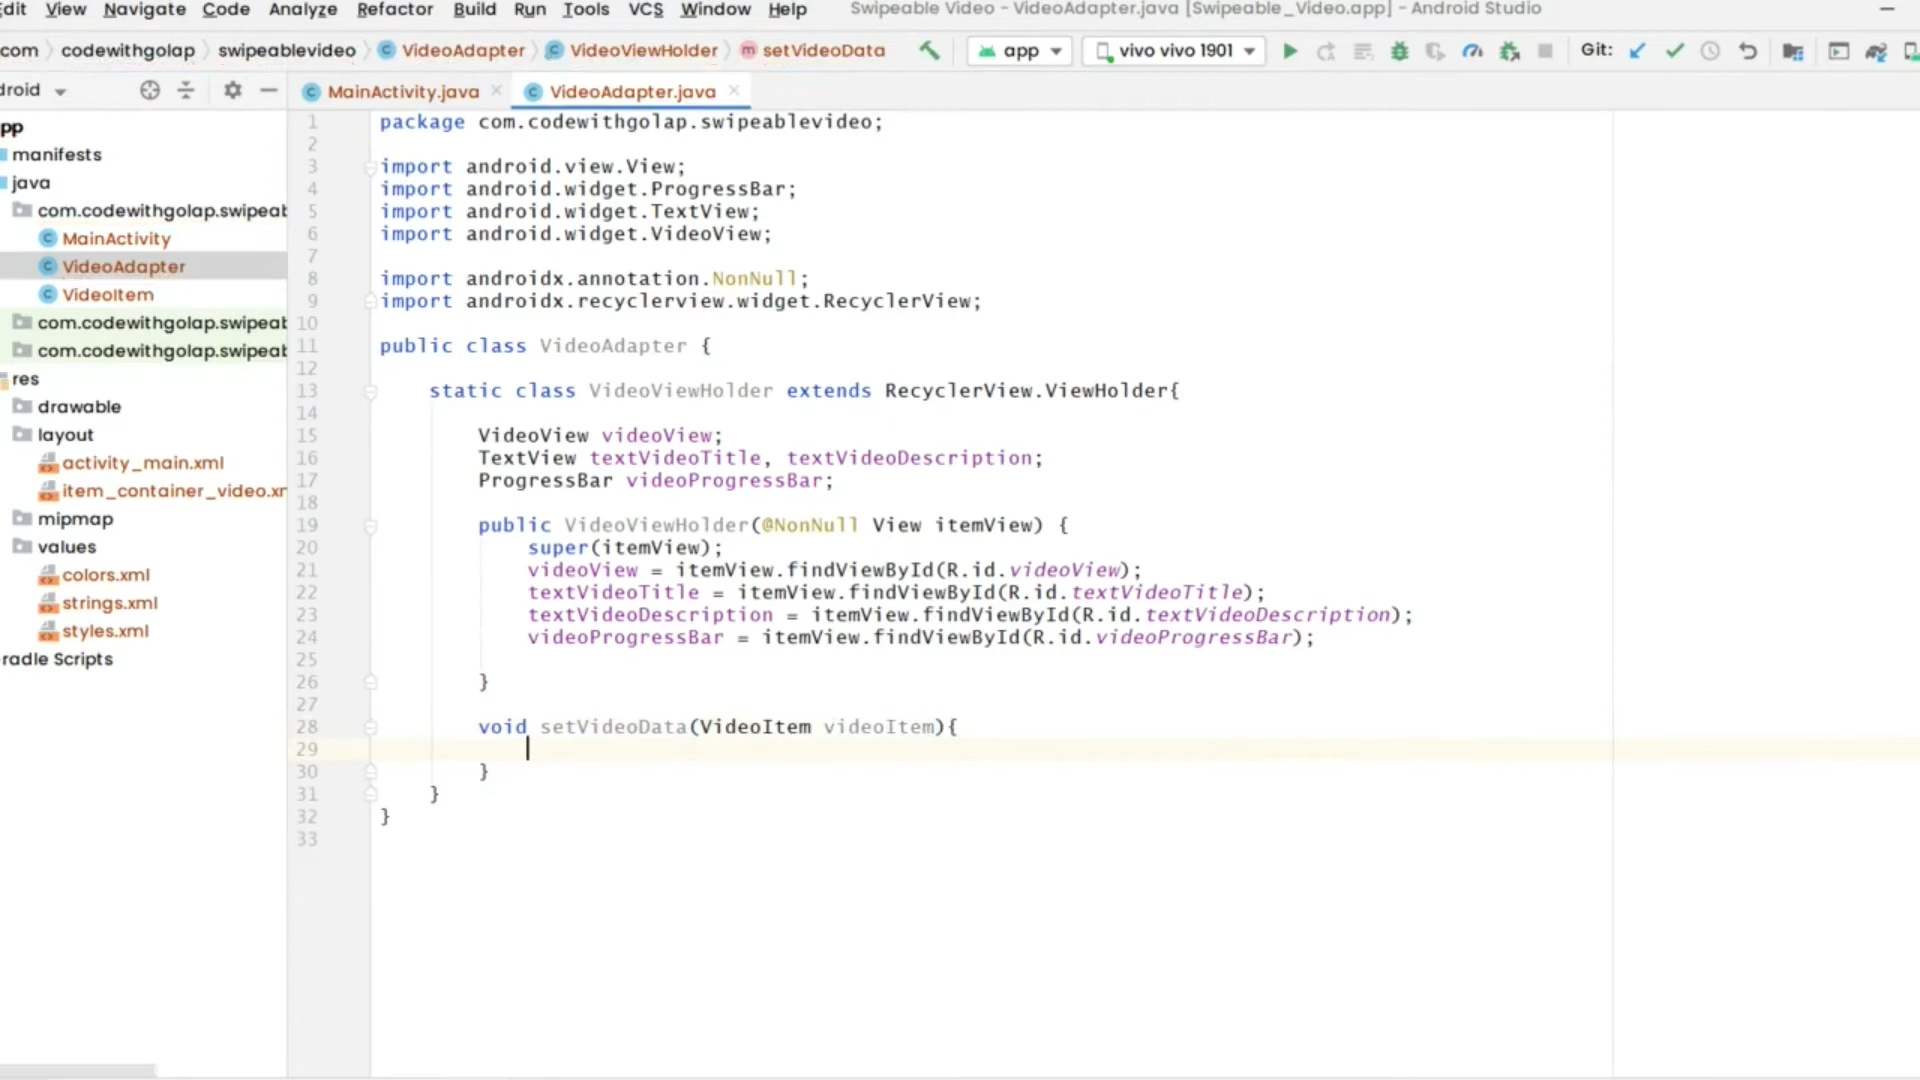 Edit View Navigate Code Analyze Refactor Build Run Tools VCS Window Help Swipeable Video - VideoAdapter.java [Swipeable_Video.app] - Android Studio
com codewithgolap swipeablevideo VideoAdapter VideoViewHolder setVideoData app vivo vivo 1901 Git:
droid MainActivity.java VideoAdapter.java
pp
manifests
java
com.codewithgolap.swipeab
MainActivity
VideoAdapter
VideoItem
com.codewithgolap.swipeab
com.codewithgolap.swipeab
res
drawable
layout
activity_main.xml
item_container_video.xm
mipmap
values
colors.xml
strings.xml
styles.xml
radle Scripts
1 package com.codewithgolap.swipeablevideo;
2
3 import android.view.View;
4 import android.widget.ProgressBar;
5 import android.widget.TextView;
6 import android.widget.VideoView;
7
8 import androidx.annotation.NonNull;
9 import androidx.recyclerview.widget.RecyclerView;
10
11 public class VideoAdapter {
12
13 static class VideoViewHolder extends RecyclerView.ViewHolder{
14
15 VideoView videoView;
16 TextView textVideoTitle, textVideoDescription;
17 ProgressBar videoProgressBar;
18
19 public VideoViewHolder(@NonNull View itemView) {
20 super(itemView);
21 videoView = itemView.findViewById(R.id.videoView);
22 textVideoTitle = itemView.findViewById(R.id.textVideoTitle);
23 textVideoDescription = itemView.findViewById(R.id.textVideoDescription);
24 videoProgressBar = itemView.findViewById(R.id.videoProgressBar);
25
26 }
27
28 void setVideoData(VideoItem videoItem){
29
30 }
31 }
32 }
33